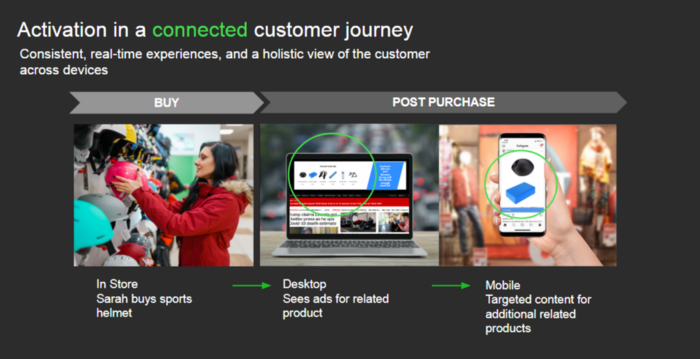 Activation in a connected customer journey
Consistent, real-time experiences, and a holistic view of the customer
across devices
BUY
POST PURCHASE
In Store
Sarah buys sports
helmet
Desktop
Sees ads for related
product
Mobile
Targeted content for
additional related
products